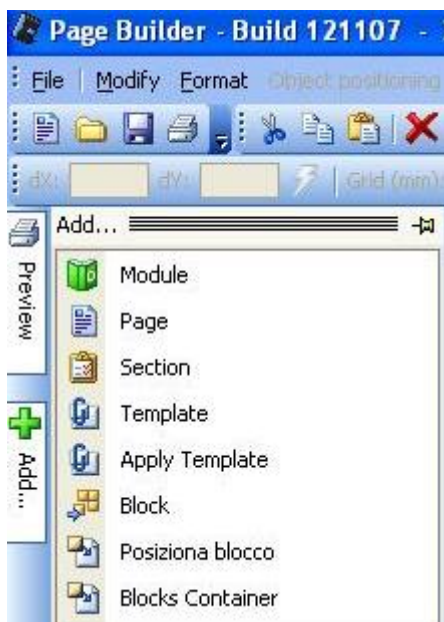 Page Builder - Build 121107 -
File Modify Format Object positioning
dX: dY: Grid (mm):
Add...
Preview
Module
Page
Section
Template
Add...
Apply Template
Block
Posiziona blocco
Blocks Container